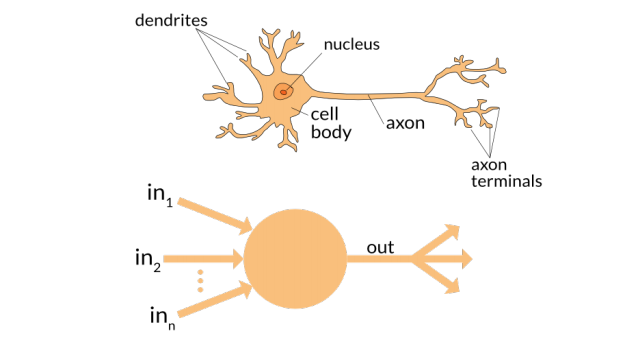 dendrites
nucleus
cell
body
axon
axon
terminals
in₁
in₂
out
inₙ